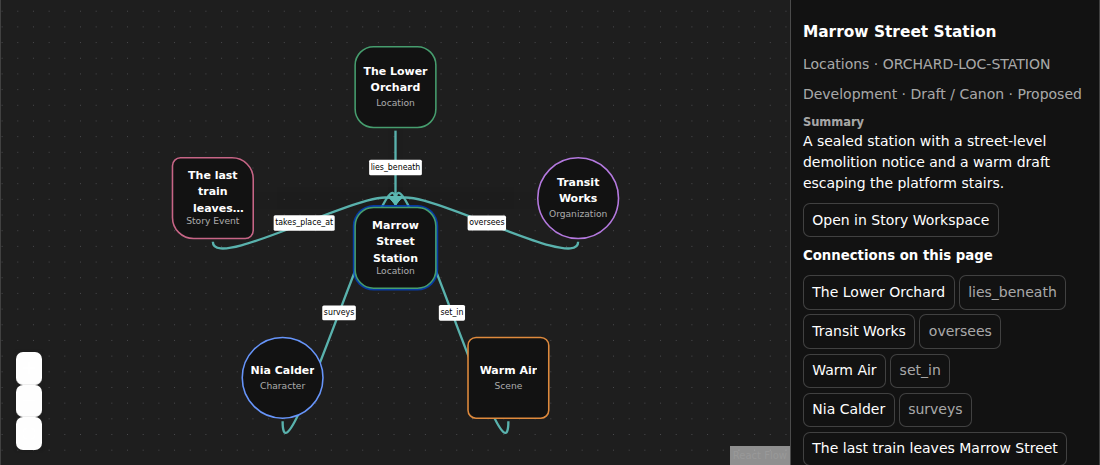 The Lower
Orchard
Location
lies_beneath
The last
train
leaves…
Story Event
Transit
Works
Organization
takes_place_at
oversees
Marrow
Street
Station
Location
surveys
set_in
Nia Calder
Character
Warm Air
Scene
Marrow Street Station
Locations · ORCHARD-LOC-STATION
Development · Draft / Canon · Proposed
Summary
A sealed station with a street-level
demolition notice and a warm draft
escaping the platform stairs.
Open in Story Workspace
Connections on this page
The Lower Orchard lies_beneath
Transit Works oversees
Warm Air set_in
Nia Calder surveys
The last train leaves Marrow Street